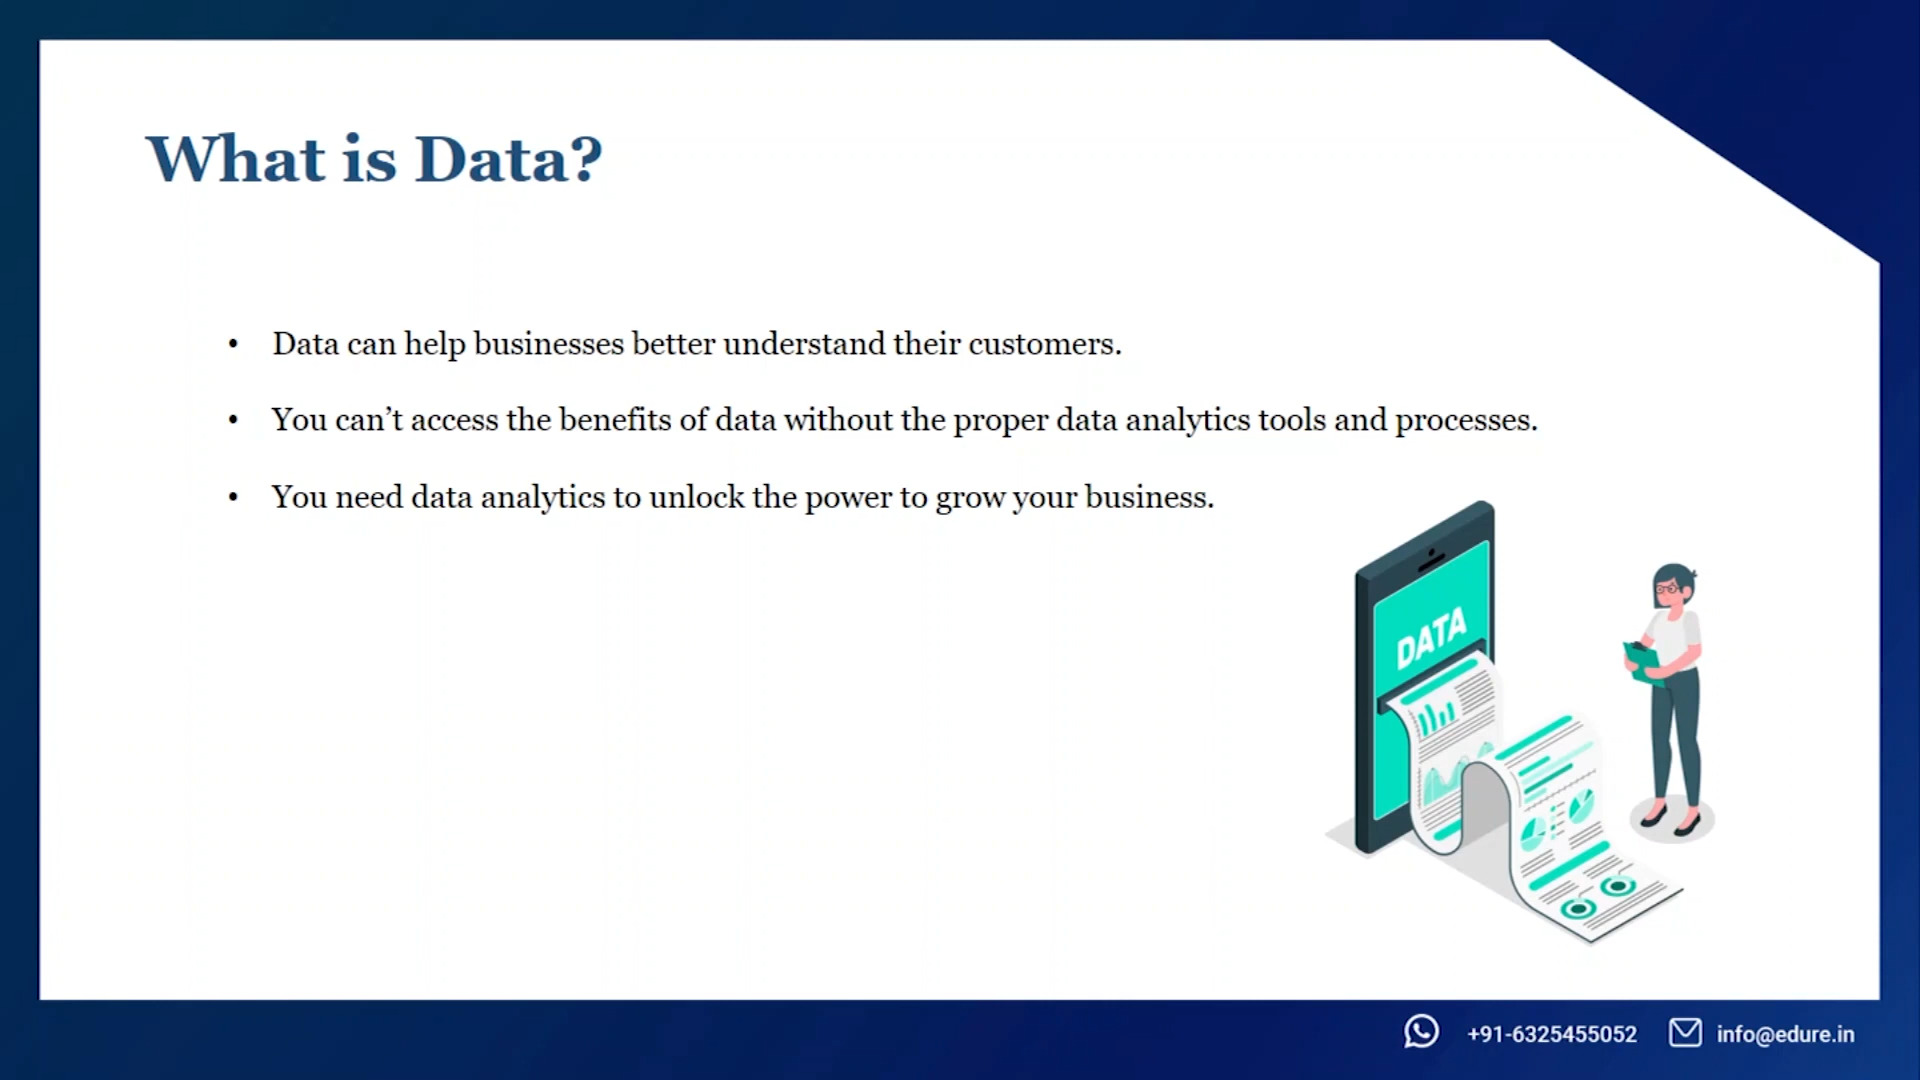 What is Data?
• Data can help businesses better understand their customers.
• You can’t access the benefits of data without the proper data analytics tools and processes.
• You need data analytics to unlock the power to grow your business.
DATA
+91-6325455052 info@edure.in